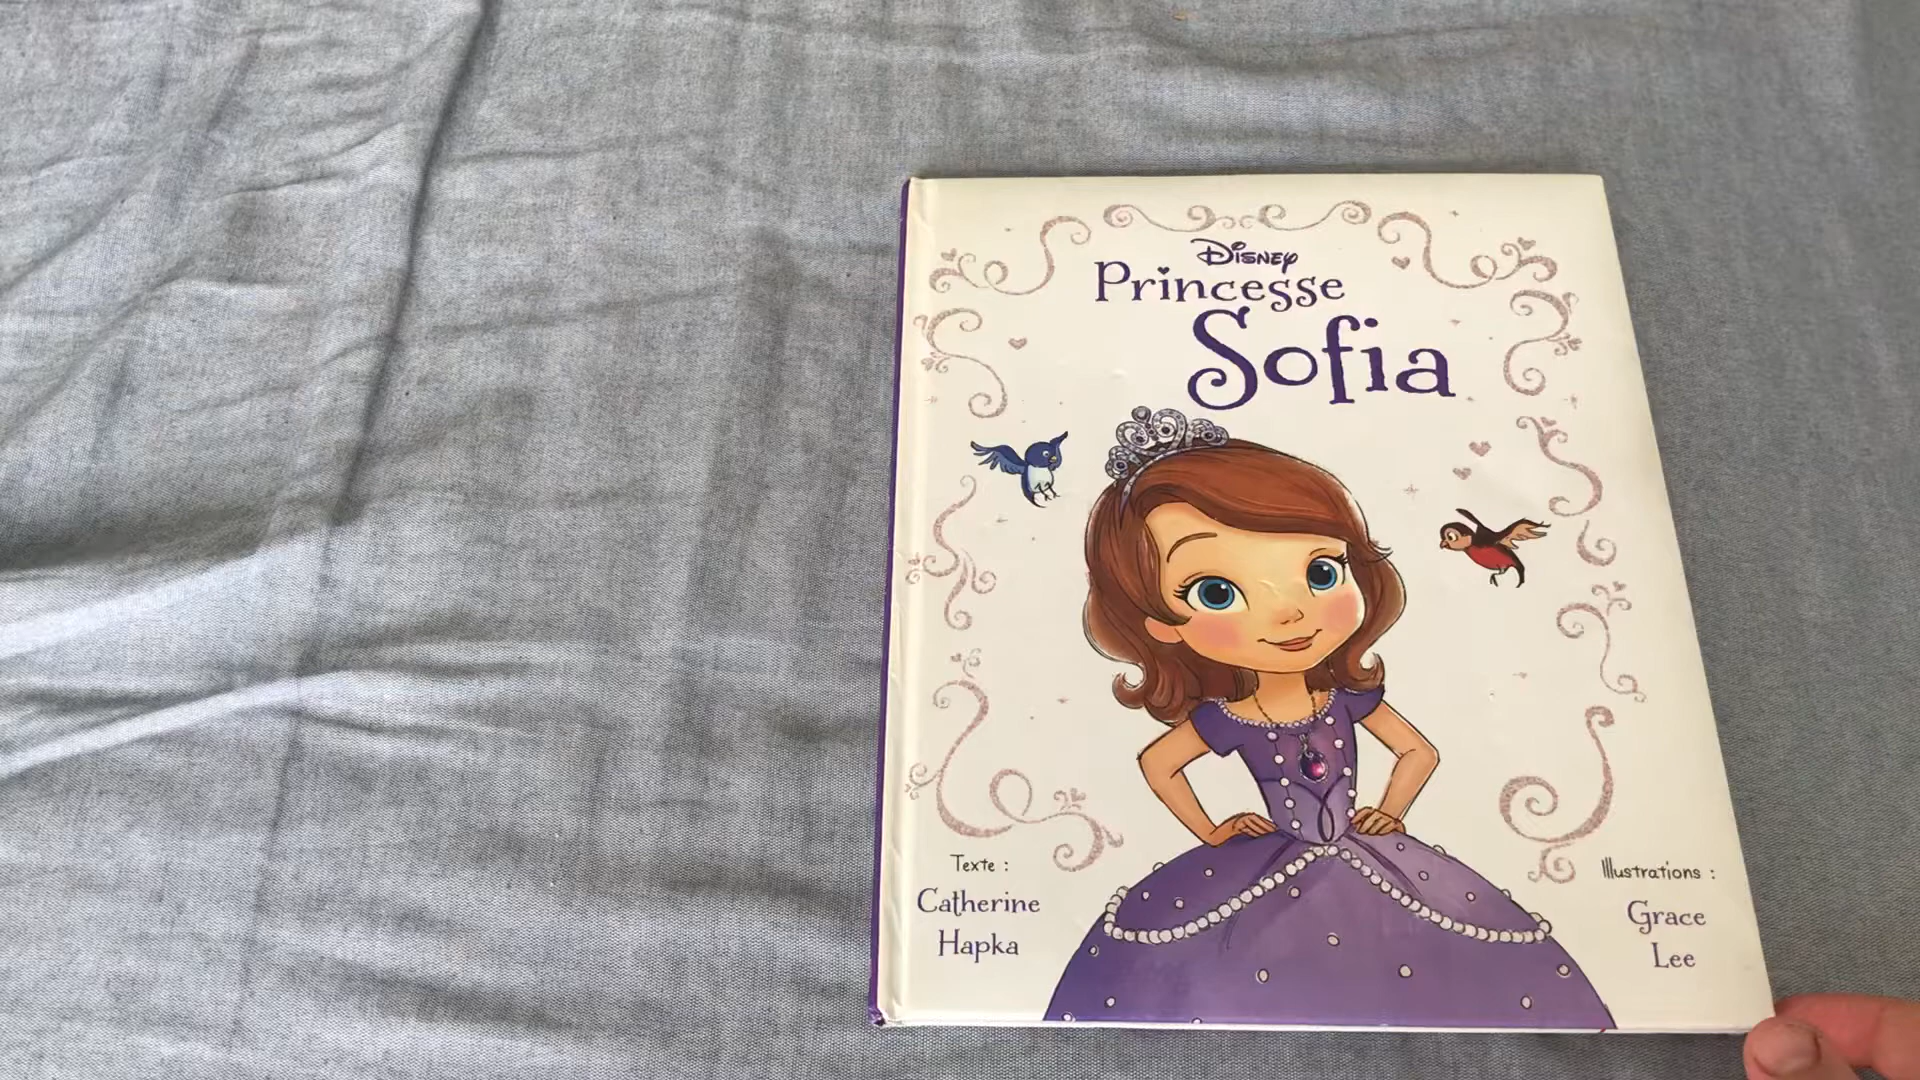 Disney
Princesse
Sofia
Texte :
Catherine
Hapka
Illustrations :
Grace
Lee